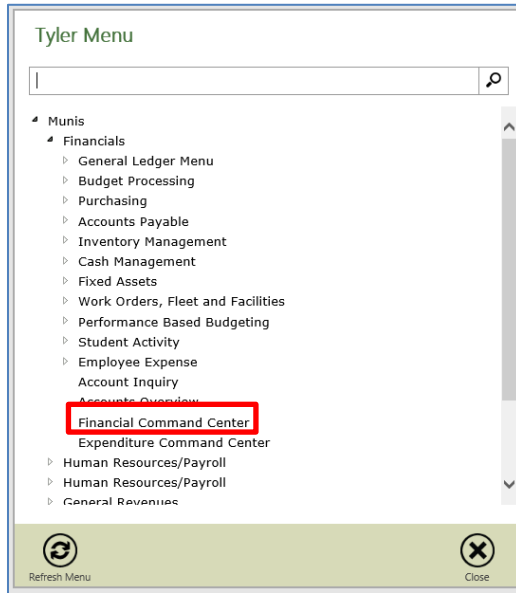 Tyler Menu
Munis
Financials
General Ledger Menu
Budget Processing
Purchasing
Accounts Payable
Inventory Management
Cash Management
Fixed Assets
Work Orders, Fleet and Facilities
Performance Based Budgeting
Student Activity
Employee Expense
Account Inquiry
Accounts Overview
Financial Command Center
Expenditure Command Center
Human Resources/Payroll
Human Resources/Payroll
General Revenues
Refresh Menu
Close